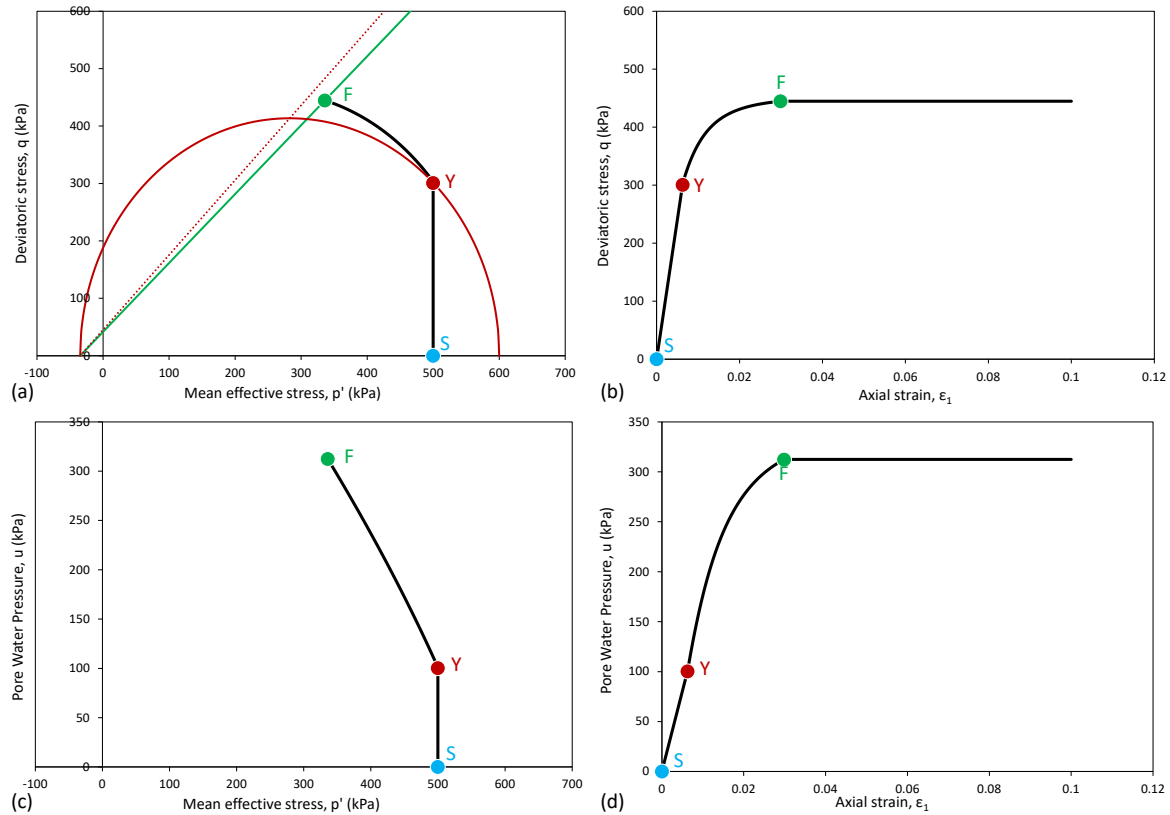 600
500
400
300
200
100
0
-100 0 100 200 300 400 500 600 700
Deviatoric stress, q (kPa)
Mean effective stress, p' (kPa)
F
Y
S
(a)
600
500
400
300
200
100
0
0 0.02 0.04 0.06 0.08 0.1 0.12
Deviatoric stress, q (kPa)
Axial strain, ε₁
F
Y
S
(b)
350
300
250
200
150
100
50
0
-100 0 100 200 300 400 500 600 700
Pore Water Pressure, u (kPa)
Mean effective stress, p' (kPa)
F
Y
S
(c)
350
300
250
200
150
100
50
0
0 0.02 0.04 0.06 0.08 0.1 0.12
Pore Water Pressure, u (kPa)
Axial strain, ε₁
F
Y
S
(d)